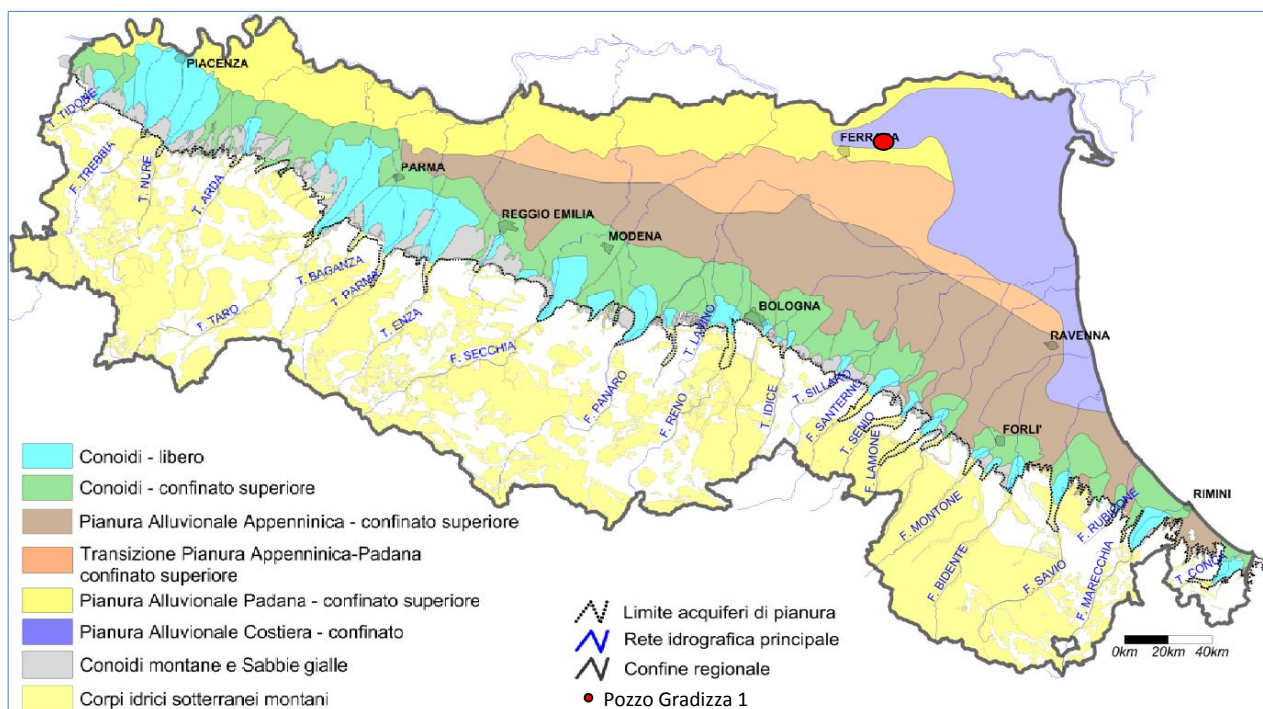 PIACENZA
T. TIDONE
F. TREBBIA
T. NURE
T. ARDA
PARMA
REGGIO EMILIA
MODENA
FERRARA
BOLOGNA
RAVENNA
FORLI'
RIMINI
T. TARO
T. BAGANZA
T. PARMA
T. ENZA
F. SECCHIA
F. PANARO
F. RENO
T. LAVINO
T. IDICE
T. SILLARO
F. SANTERNO
T. SENIO
F. LAMONE
F. MONTONE
F. BIDENTE
F. SAVIO
F. RUBICONE
F. MARECCHIA
T. CONCA
Conoidi - libero
Conoidi - confinato superiore
Pianura Alluvionale Appenninica - confinato superiore
Transizione Pianura Appenninica-Padana
confinato superiore
Pianura Alluvionale Padana - confinato superiore
Pianura Alluvionale Costiera - confinato
Conoidi montane e Sabbie gialle
Corpi idrici sotterranei montani
Limite acquiferi di pianura
Rete idrografica principale
Confine regionale
Pozzo Gradizza 1
0km 20km 40km